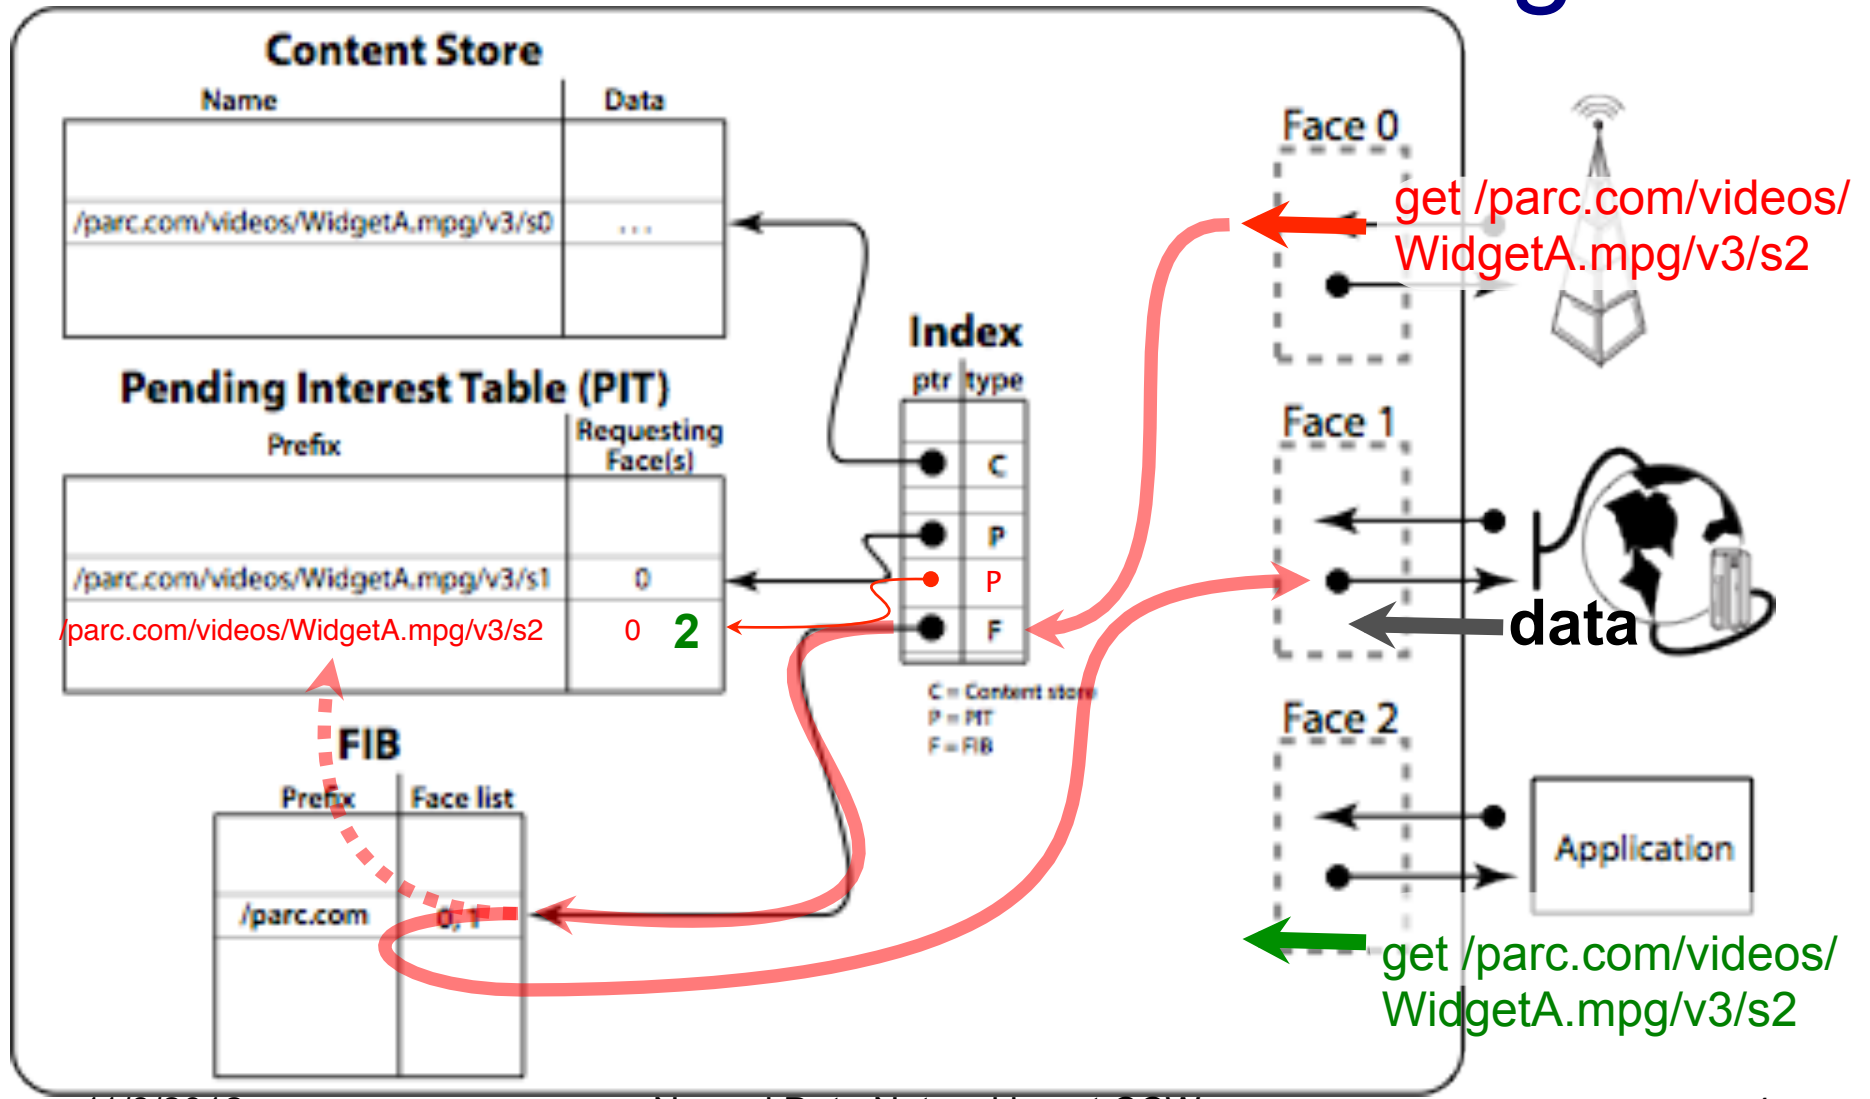 Content Store
Name Data
/parc.com/videos/WidgetA.mpg/v3/s0 ...
Pending Interest Table (PIT)
Prefix Requesting Face(s)
/parc.com/videos/WidgetA.mpg/v3/s1 0
/parc.com/videos/WidgetA.mpg/v3/s2 0 2
FIB
Prefix Face list
/parc.com 0, 1
Index
ptr type
C
P
P
F
C = Content store
P = PIT
F = FIB
Face 0
get /parc.com/videos/
WidgetA.mpg/v3/s2
Face 1
data
Face 2
Application
get /parc.com/videos/
WidgetA.mpg/v3/s2